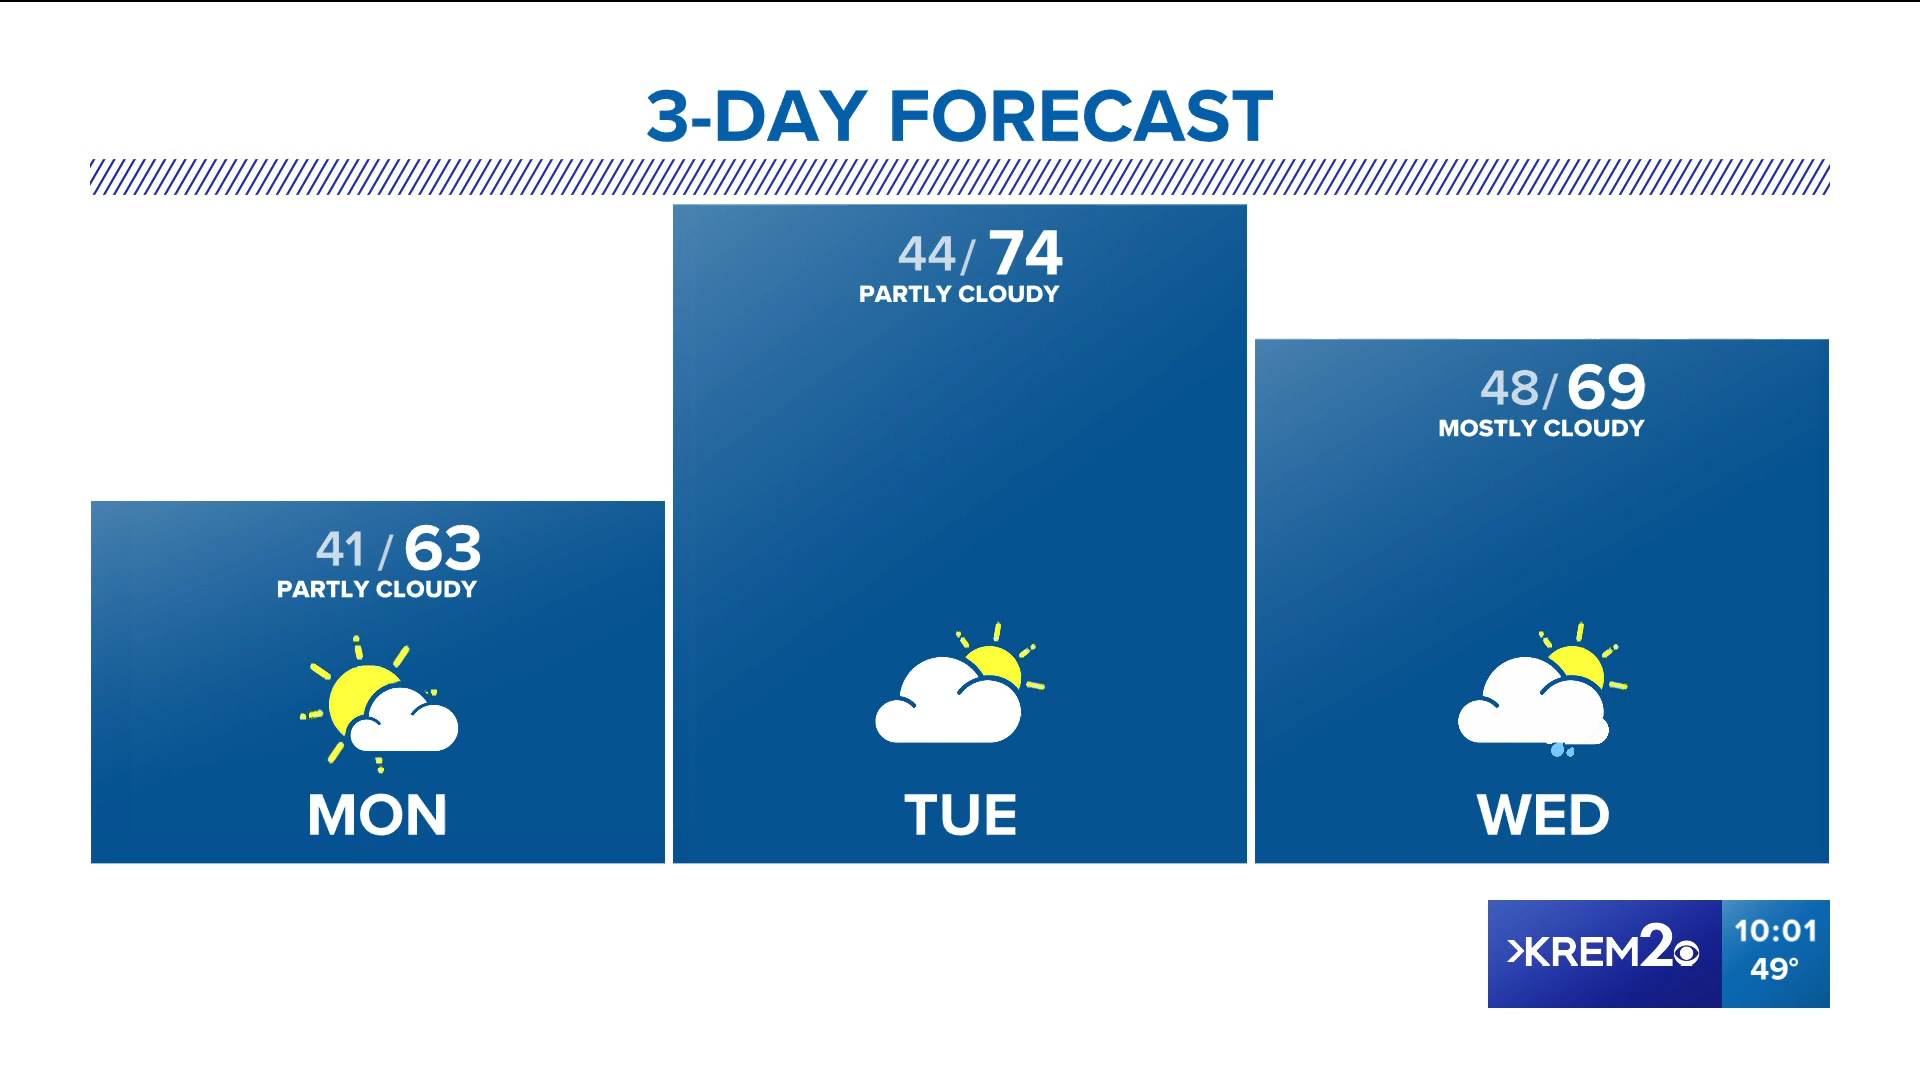 3-DAY FORECAST
44/ 74
PARTLY CLOUDY
48/ 69
MOSTLY CLOUDY
41 / 63
PARTLY CLOUDY
MON
TUE
WED
KREM2
10:01
49°